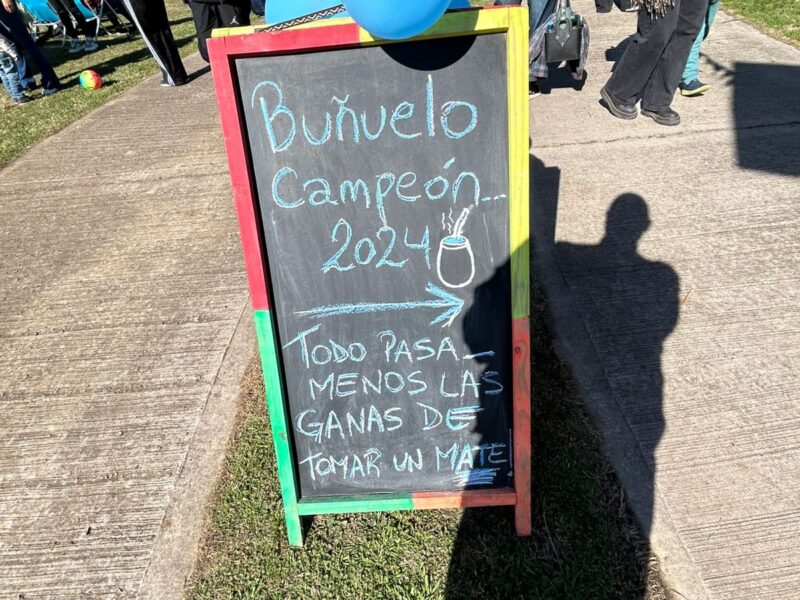 Buñuelo
Campeón...
2024
TODO PASA...
MENOS LAS
GANAS DE
TOMAR UN MATE!